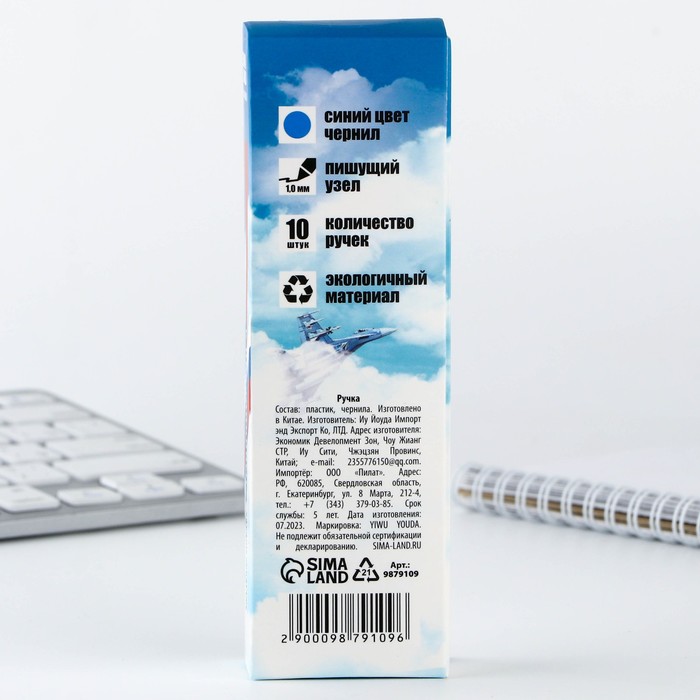 синий цвет
чернил
1,0 мм
пишущий
узел
10
штук
количество
ручек
экологичный
материал
Ручка
Состав: пластик, чернила. Изготовлено
в Китае. Изготовитель: Иу Йоуда Импорт
энд Экспорт Ко, ЛТД. Адрес изготовителя:
Экономик Девелопмент Зон, Чоу Жианг
СТР, Иу Сити, Чжэцзян Провинс,
Китай; e-mail: 2355776150@qq.com.
Импортёр: ООО «Пилат». Адрес:
РФ, 620085, Свердловская область,
г. Екатеринбург, ул. 8 Марта, 212-4,
тел.: +7 (343) 379-03-85. Срок
службы: 5 лет. Дата изготовления:
07.2023. Маркировка: YIWU YOUDA.
Не подлежит обязательной сертификации
и декларированию. SIMA-LAND.RU
SIMA
LAND
21
Арт.:
9879109
2 900098 791096